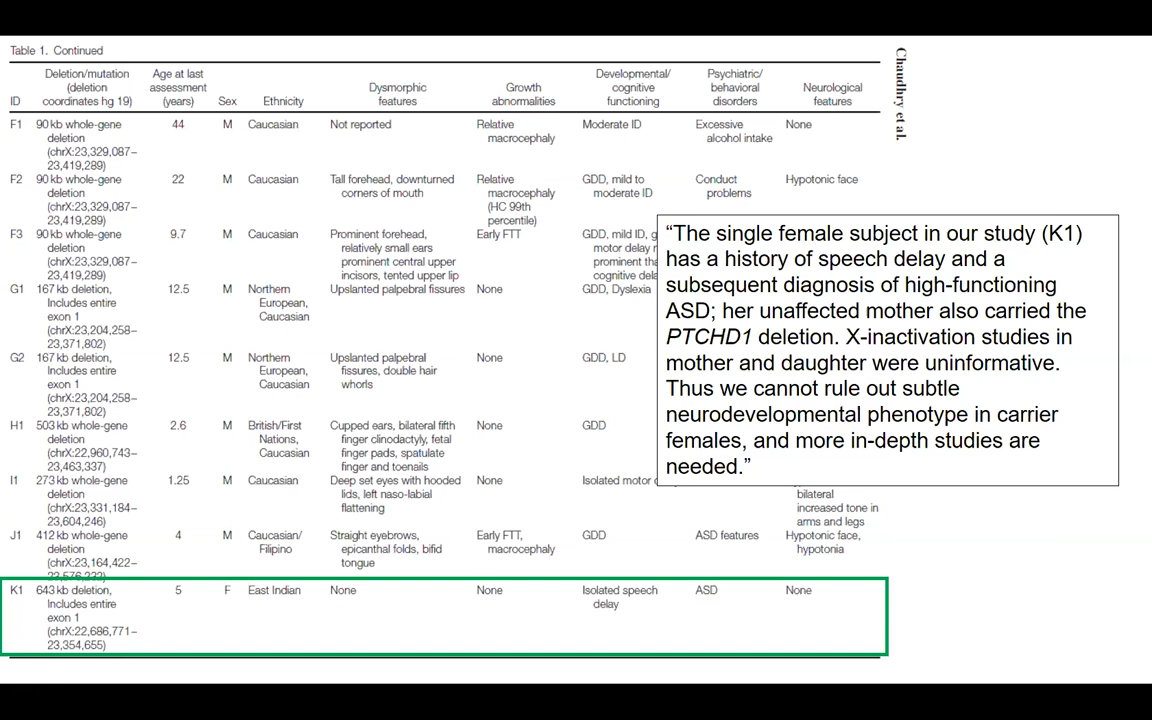 Table 1. Continued
ID
Deletion/mutation
(deletion
coordinates hg 19)
Age at last
assessment
(years)
Sex
Ethnicity
Dysmorphic
features
Growth
abnormalities
Developmental/
cognitive
functioning
Psychiatric/
behavioral
disorders
Neurological
features
Chaudhry et al.
F1 90 kb whole-gene 44 M Caucasian Not reported Relative Moderate ID Excessive None
deletion macrocephaly alcohol intake
(chrX:23,329,087–
23,419,289)
F2 90 kb whole-gene 22 M Caucasian Tall forehead, downturned Relative GDD, mild to Conduct Hypotonic face
deletion corners of mouth macrocephaly moderate ID problems
(chrX:23,329,087– (HC 99th
23,419,289) percentile)
F3 90 kb whole-gene 9.7 M Caucasian Prominent forehead, Early FTT GDD, mild ID, g
deletion relatively small ears motor delay
(chrX:23,329,087– prominent central upper prominent tha
23,419,289) incisors, tented upper lip cognitive dela
G1 167 kb deletion, 12.5 M Northern Upslanted palpebral fissures None GDD, Dyslexia
Includes entire European,
exon 1 Caucasian
(chrX:23,204,258–
23,371,802)
G2 167 kb deletion, 12.5 M Northern Upslanted palpebral None GDD, LD
Includes entire European, fissures, double hair
exon 1 Caucasian whorls
(chrX:23,204,258–
23,371,802)
H1 503 kb whole-gene 2.6 M British/First Cupped ears, bilateral fifth None GDD
deletion Nations, finger clinodactyly, fetal
(chrX:22,960,743– Caucasian finger pads, spatulate
23,463,337) finger and toenails
I1 273 kb whole-gene 1.25 M Caucasian Deep set eyes with hooded None Isolated motor
deletion lids, left naso-labial bilateral
(chrX:23,331,184– flattening increased tone in
23,604,246) arms and legs
J1 412 kb whole-gene 4 M Caucasian/ Straight eyebrows, Early FTT, GDD ASD features Hypotonic face,
deletion Filipino epicanthal folds, bifid macrocephaly hypotonia
(chrX:23,164,422– tongue
23,576,232)
K1 643 kb deletion, 5 F East Indian None None Isolated speech ASD None
Includes entire delay
exon 1
(chrX:22,686,771–
23,354,655)
“The single female subject in our study (K1)
has a history of speech delay and a
subsequent diagnosis of high-functioning
ASD; her unaffected mother also carried the
PTCHD1 deletion. X-inactivation studies in
mother and daughter were uninformative.
Thus we cannot rule out subtle
neurodevelopmental phenotype in carrier
females, and more in-depth studies are
needed.”